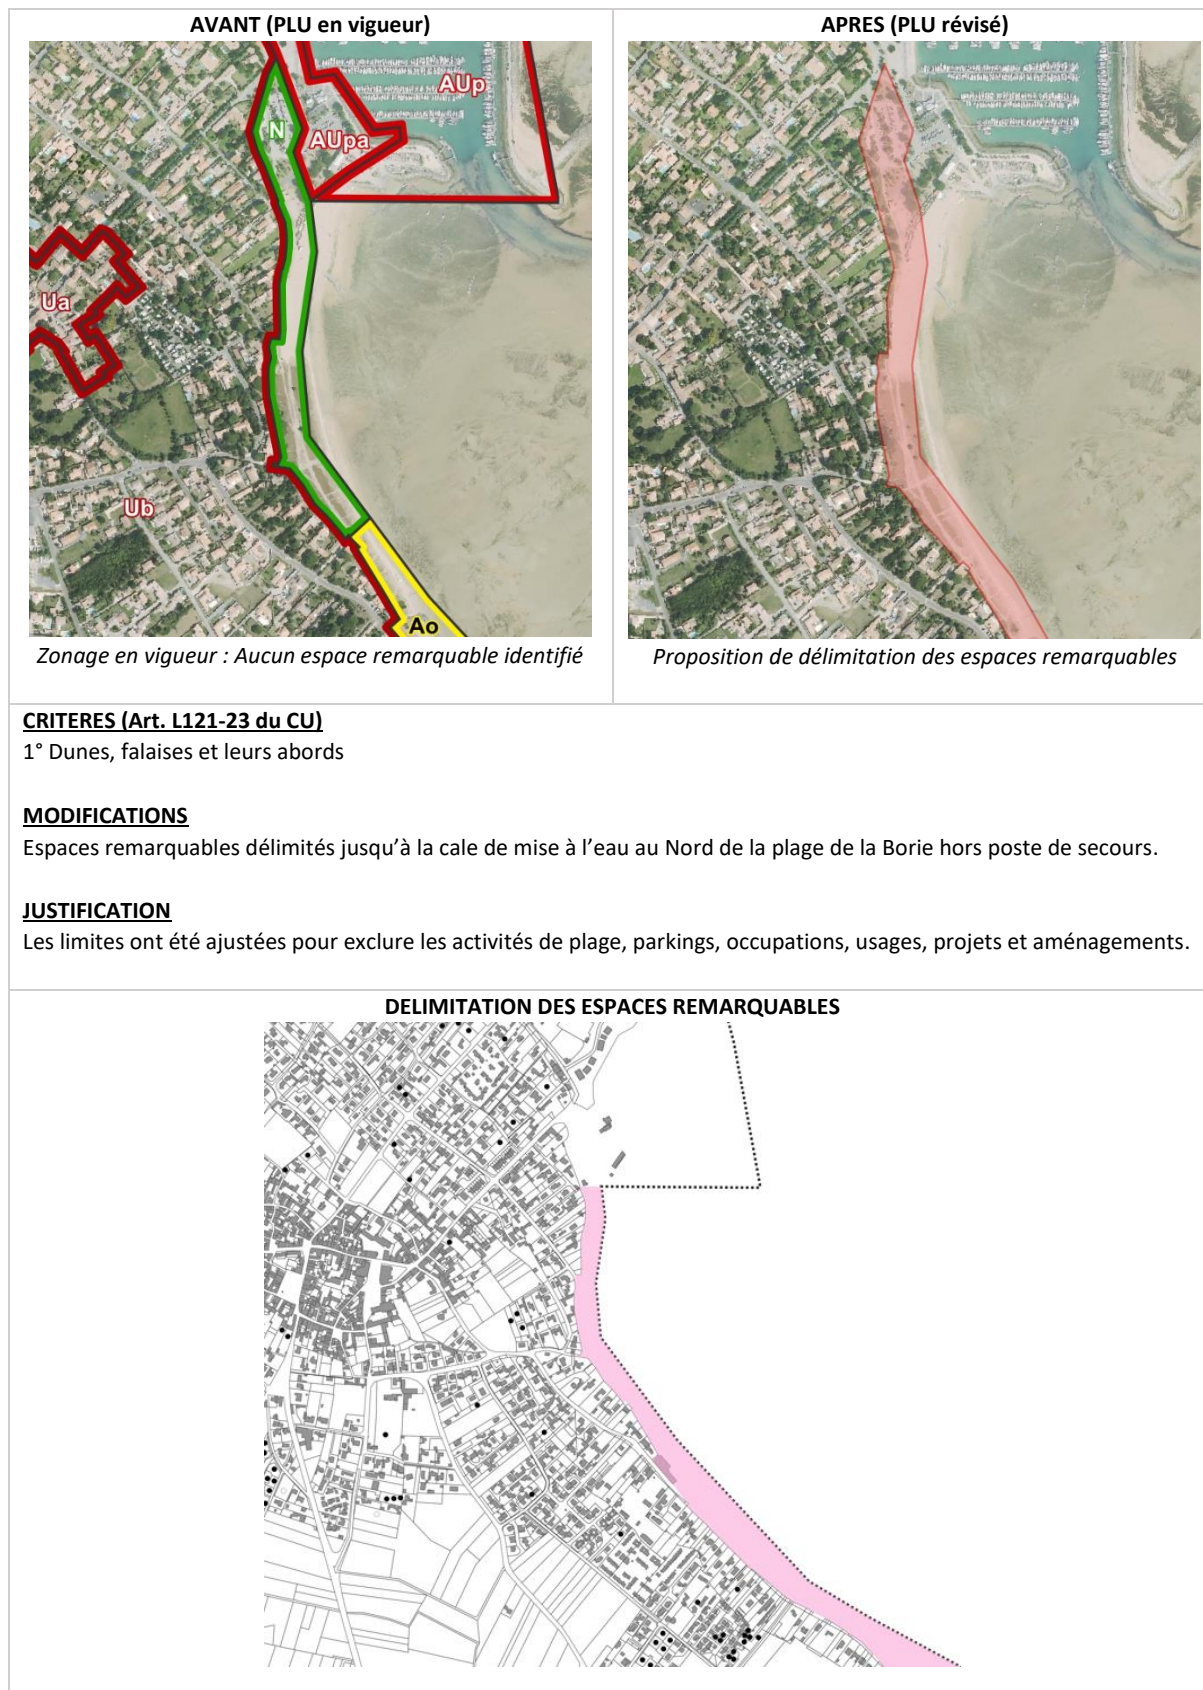 AVANT (PLU en vigueur)
N
AUp
AUpa
Ua
Ub
Ao
Zonage en vigueur : Aucun espace remarquable identifié
APRES (PLU révisé)
Proposition de délimitation des espaces remarquables
CRITERES (Art. L121-23 du CU)
1° Dunes, falaises et leurs abords
MODIFICATIONS
Espaces remarquables délimités jusqu’à la cale de mise à l’eau au Nord de la plage de la Borie hors poste de secours.
JUSTIFICATION
Les limites ont été ajustées pour exclure les activités de plage, parkings, occupations, usages, projets et aménagements.
DELIMITATION DES ESPACES REMARQUABLES